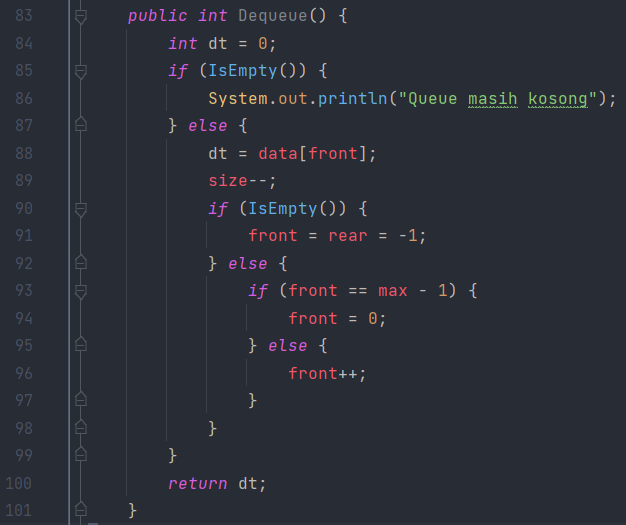 83 public int Dequeue() {
84 int dt = 0;
85 if (IsEmpty()) {
86 System.out.println("Queue masih kosong");
87 } else {
88 dt = data[front];
89 size--;
90 if (IsEmpty()) {
91 front = rear = -1;
92 } else {
93 if (front == max - 1) {
94 front = 0;
95 } else {
96 front++;
97 }
98 }
99 }
100 return dt;
101 }